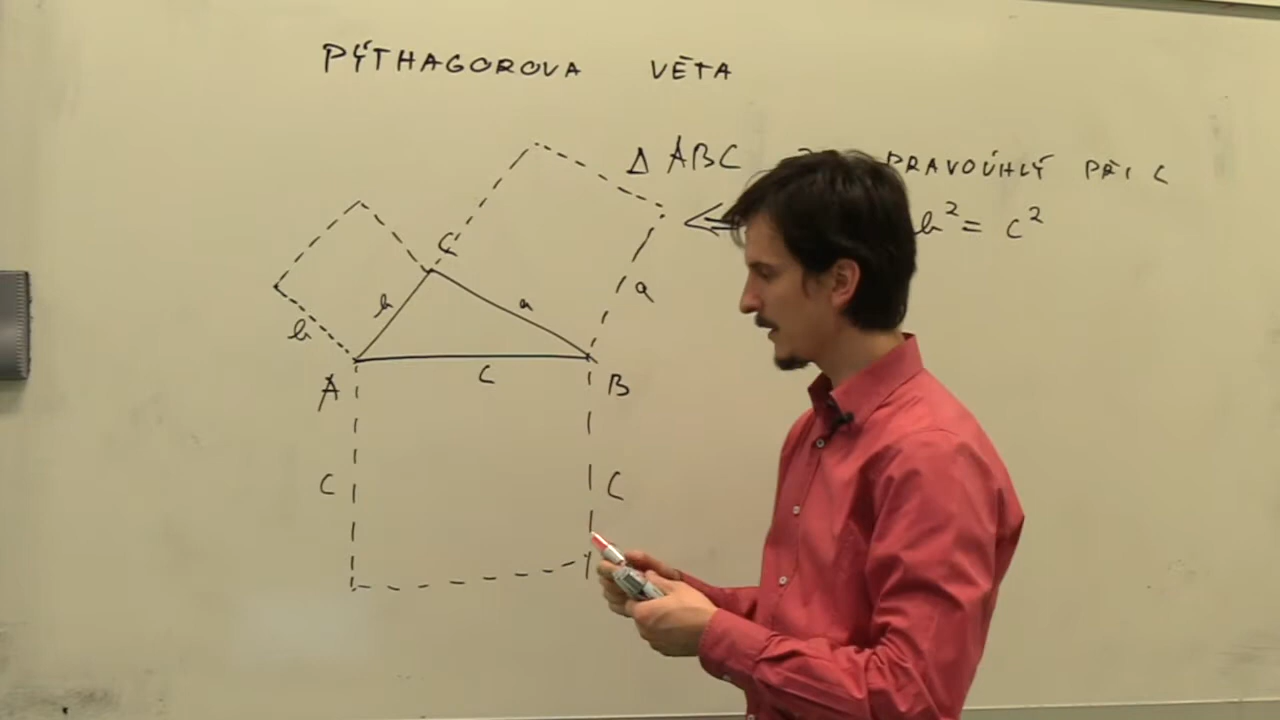 PÝTHAGOROVA VĚTA
Δ ABC PRAVOÚHLÝ PŘI C
⇐ b² = c²
C
b
a
a
b
A
c
B
C
C